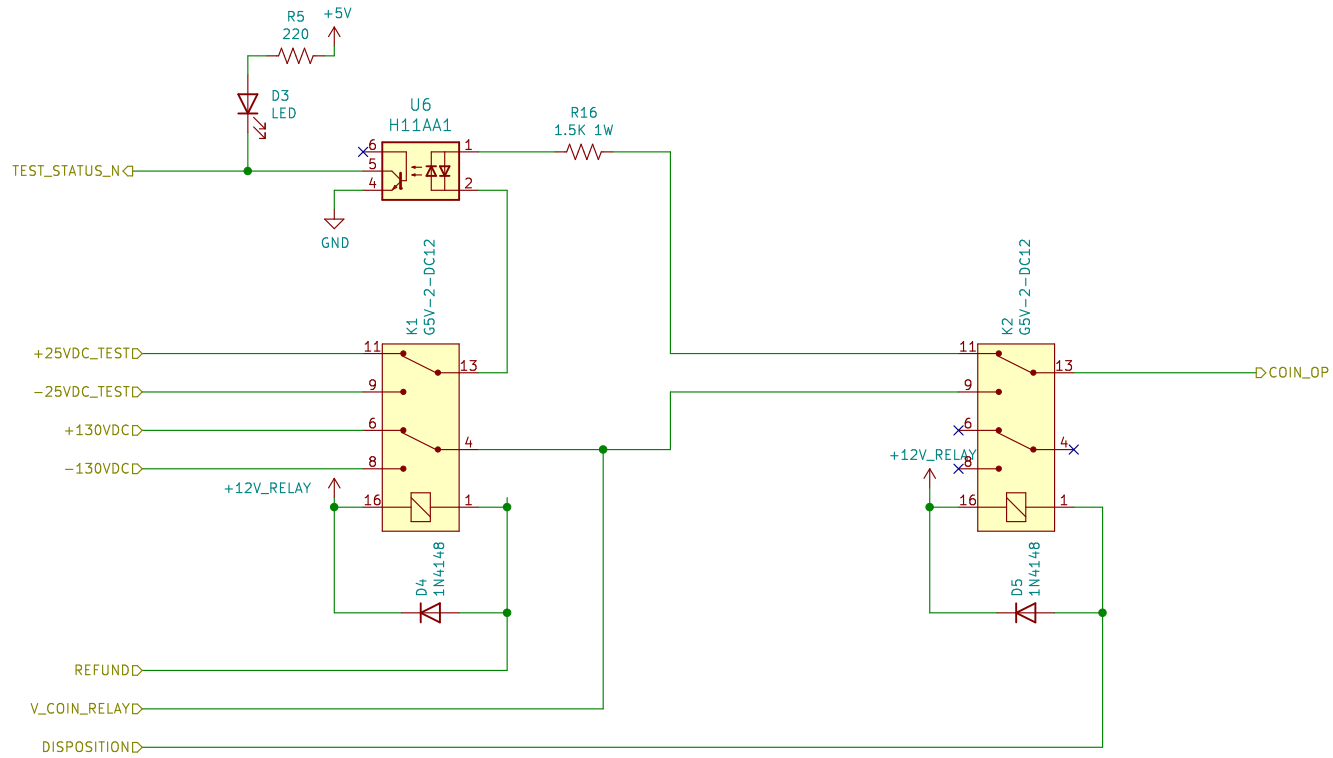 R5
220
+5V
D3
LED
U6
H11AA1
R16
1.5K 1W
TEST_STATUS_N
6
5
4
1
2
GND
K1
G5V-2-DC12
K2
G5V-2-DC12
+25VDC_TEST
11
13
-25VDC_TEST
9
+130VDC
6
4
-130VDC
8
+12V_RELAY
16
1
11
13
COIN_OP
9
6
4
+12V_RELAY
8
16
1
D4
1N4148
D5
1N4148
REFUND
V_COIN_RELAY
DISPOSITION